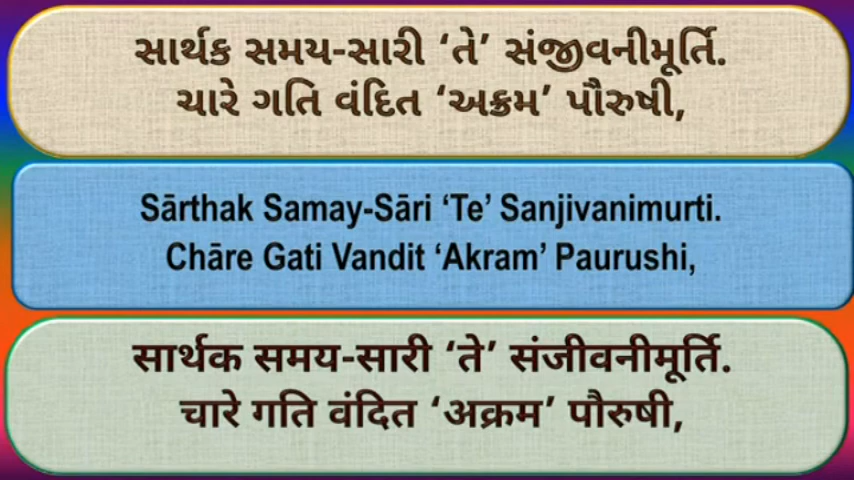 સાર્થક સમય-સારી ‘તે’ સંજીવનીમૂર્તિ.
ચારે ગતિ વંદિત ‘અક્રમ’ પૌરુષી,
Sārthak Samay-Sāri ‘Te’ Sanjivanimurti.
Chāre Gati Vandit ‘Akram’ Paurushi,
सार्थक समय-सारी ‘ते’ संजीवनीमूर्ति.
चारे गति वंदित ‘अक्रम’ पौरुषी,